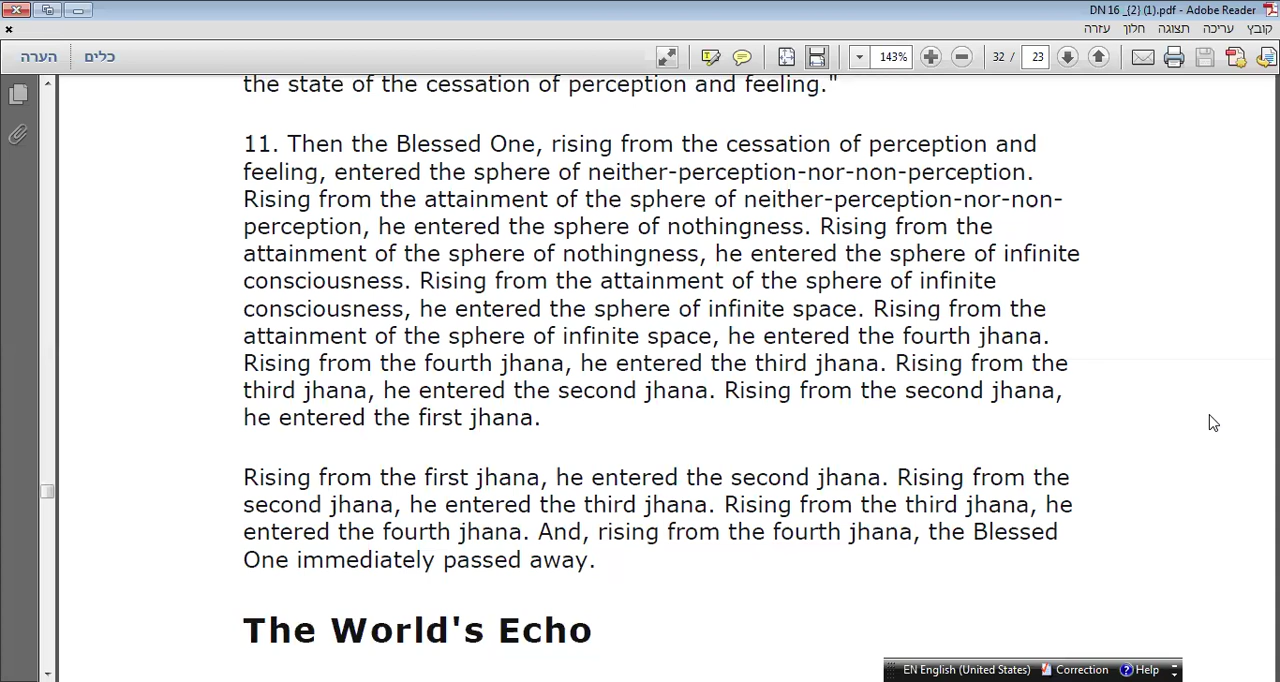 DN 16 _{2} (1).pdf - Adobe Reader
קובץ עריכה תצוגה חלון עזרה
הערה כלים 143% 32 / 23
the state of the cessation of perception and feeling."
11. Then the Blessed One, rising from the cessation of perception and
feeling, entered the sphere of neither-perception-nor-non-perception.
Rising from the attainment of the sphere of neither-perception-nor-non-
perception, he entered the sphere of nothingness. Rising from the
attainment of the sphere of nothingness, he entered the sphere of infinite
consciousness. Rising from the attainment of the sphere of infinite
consciousness, he entered the sphere of infinite space. Rising from the
attainment of the sphere of infinite space, he entered the fourth jhana.
Rising from the fourth jhana, he entered the third jhana. Rising from the
third jhana, he entered the second jhana. Rising from the second jhana,
he entered the first jhana.
Rising from the first jhana, he entered the second jhana. Rising from the
second jhana, he entered the third jhana. Rising from the third jhana, he
entered the fourth jhana. And, rising from the fourth jhana, the Blessed
One immediately passed away.
The World's Echo
EN English (United States) Correction Help